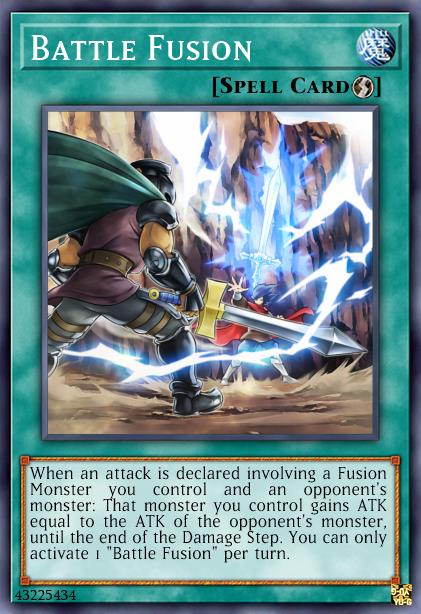 Battle Fusion
[Spell Card]
When an attack is declared involving a Fusion
Monster you control and an opponent's
monster: That monster you control gains ATK
equal to the ATK of the opponent's monster,
until the end of the Damage Step. You can only
activate 1 "Battle Fusion" per turn.
43225434